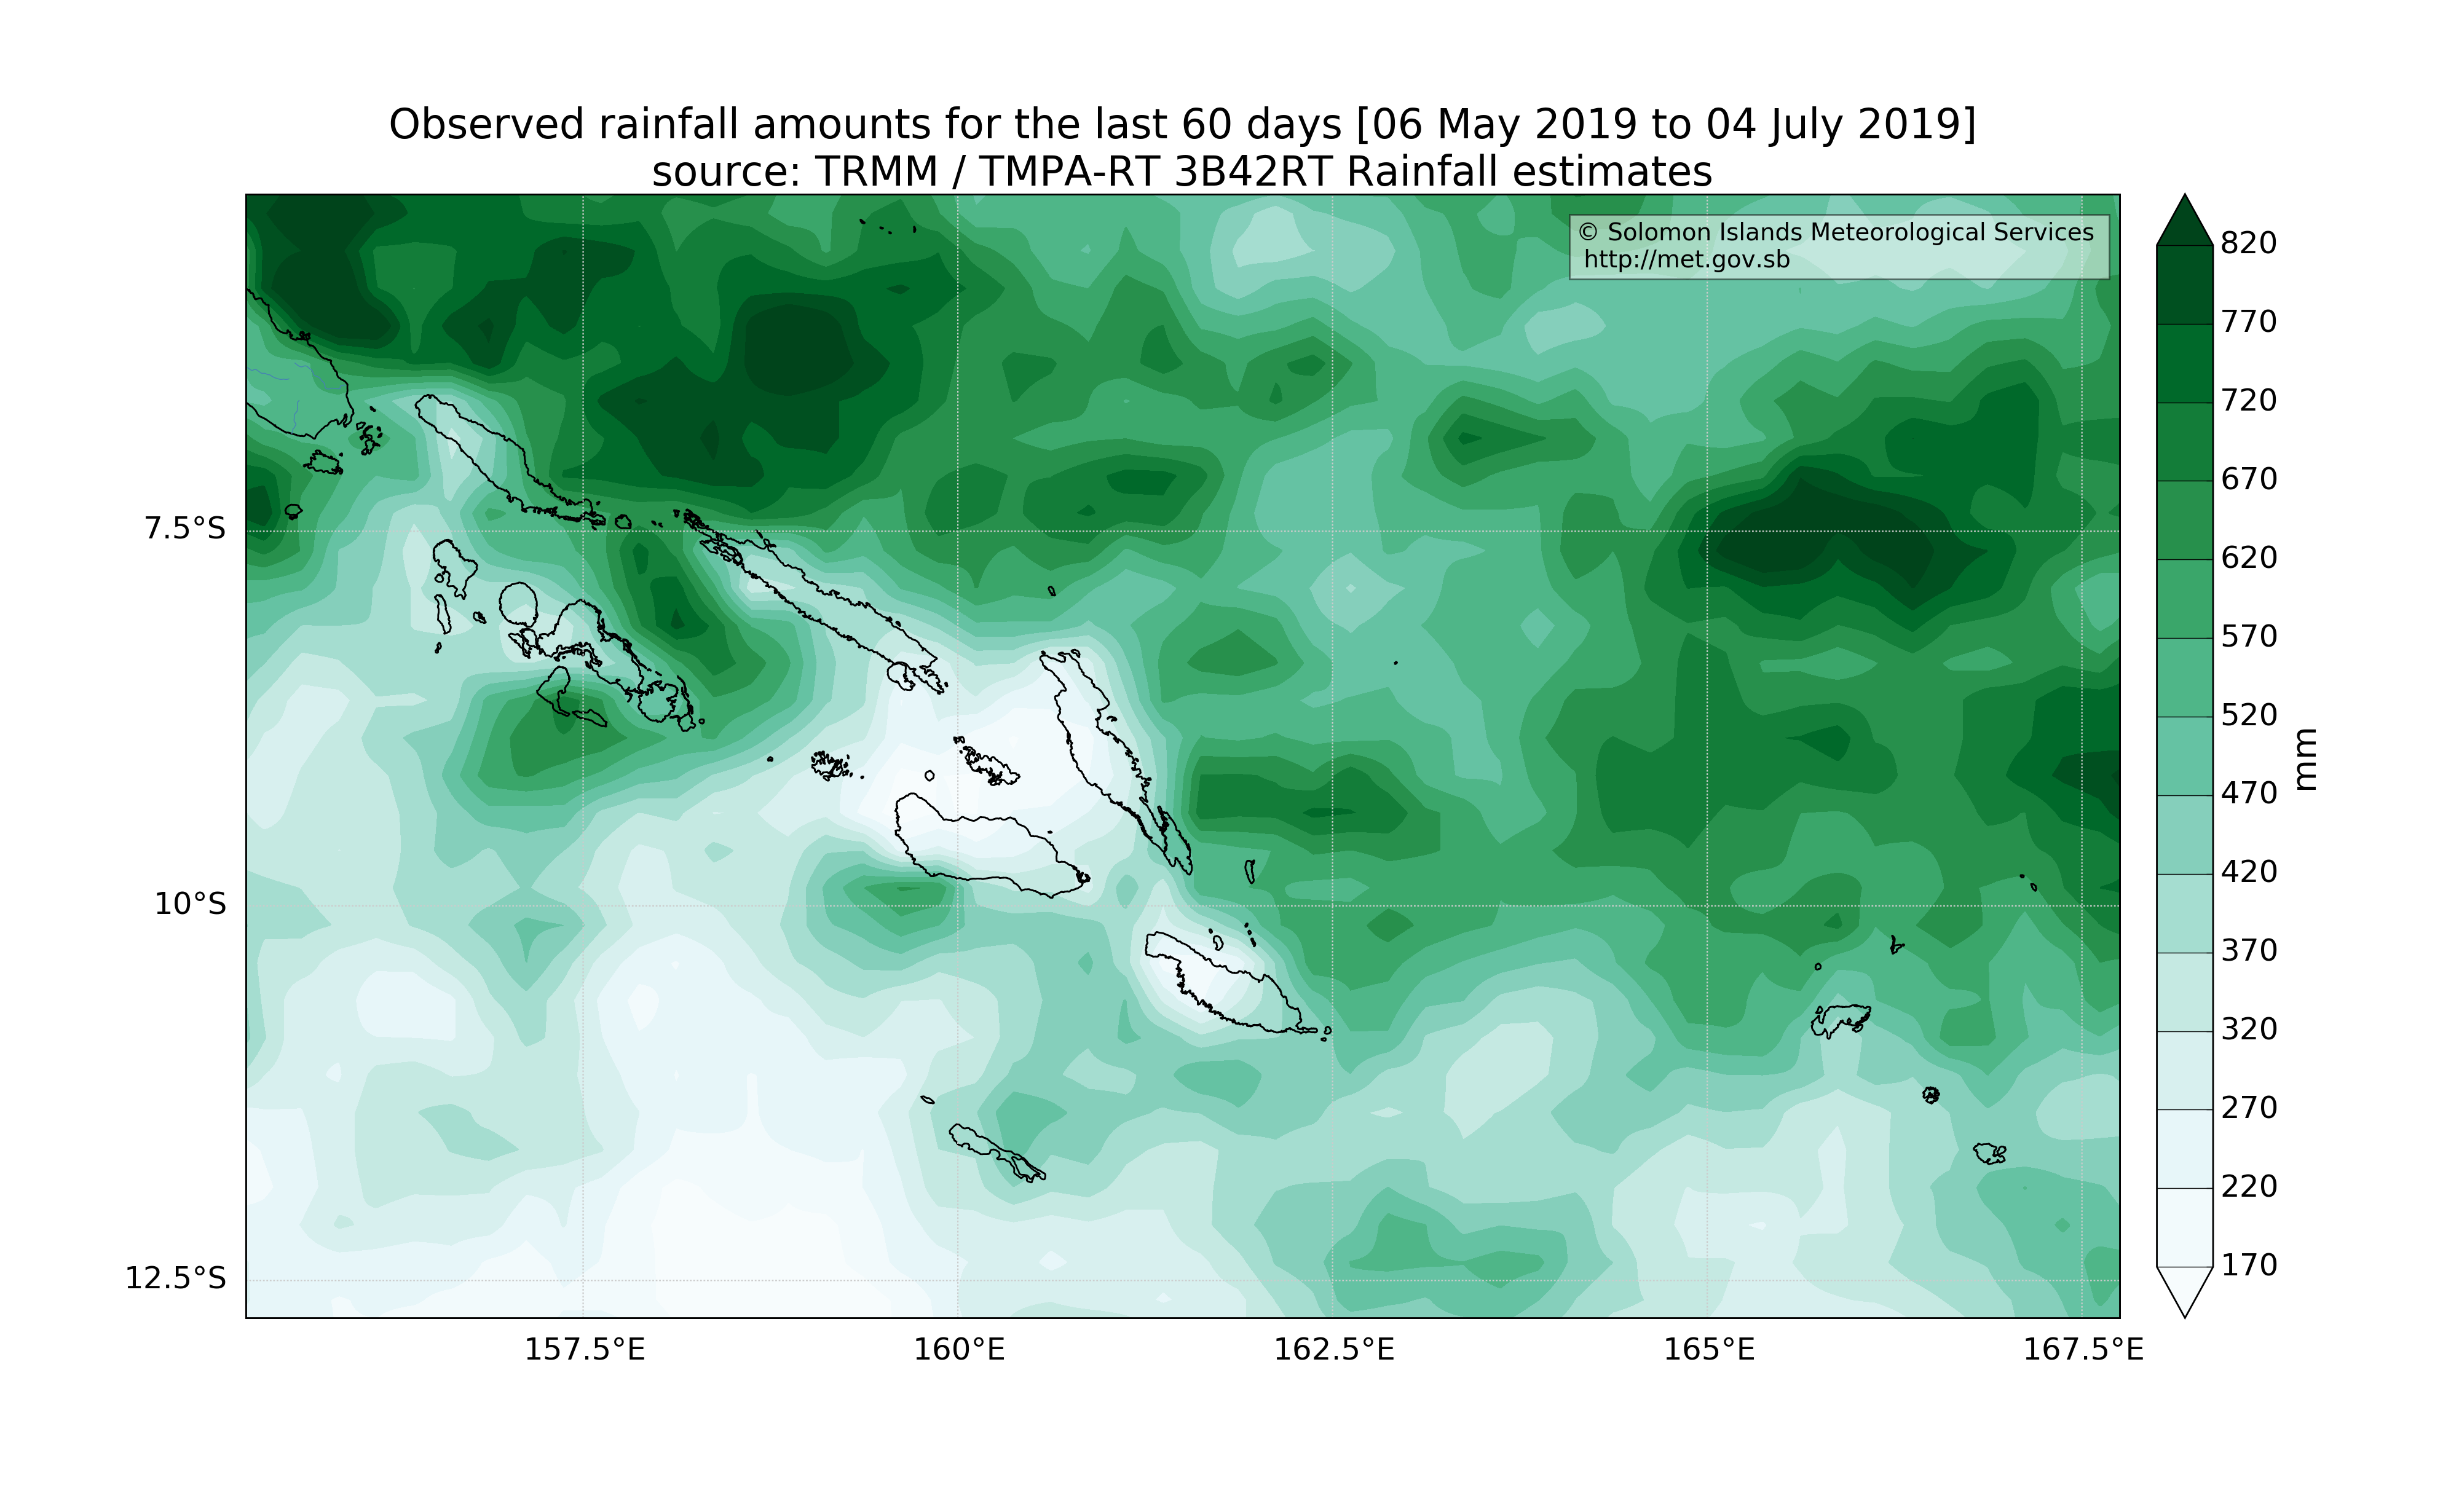 Observed rainfall amounts for the last 60 days [06 May 2019 to 04 July 2019]
source: TRMM / TMPA-RT 3B42RT Rainfall estimates
© Solomon Islands Meteorological Services
http://met.gov.sb
7.5°S
10°S
12.5°S
157.5°E
160°E
162.5°E
165°E
167.5°E
820
770
720
670
620
570
520
470
420
370
320
270
220
170
mm